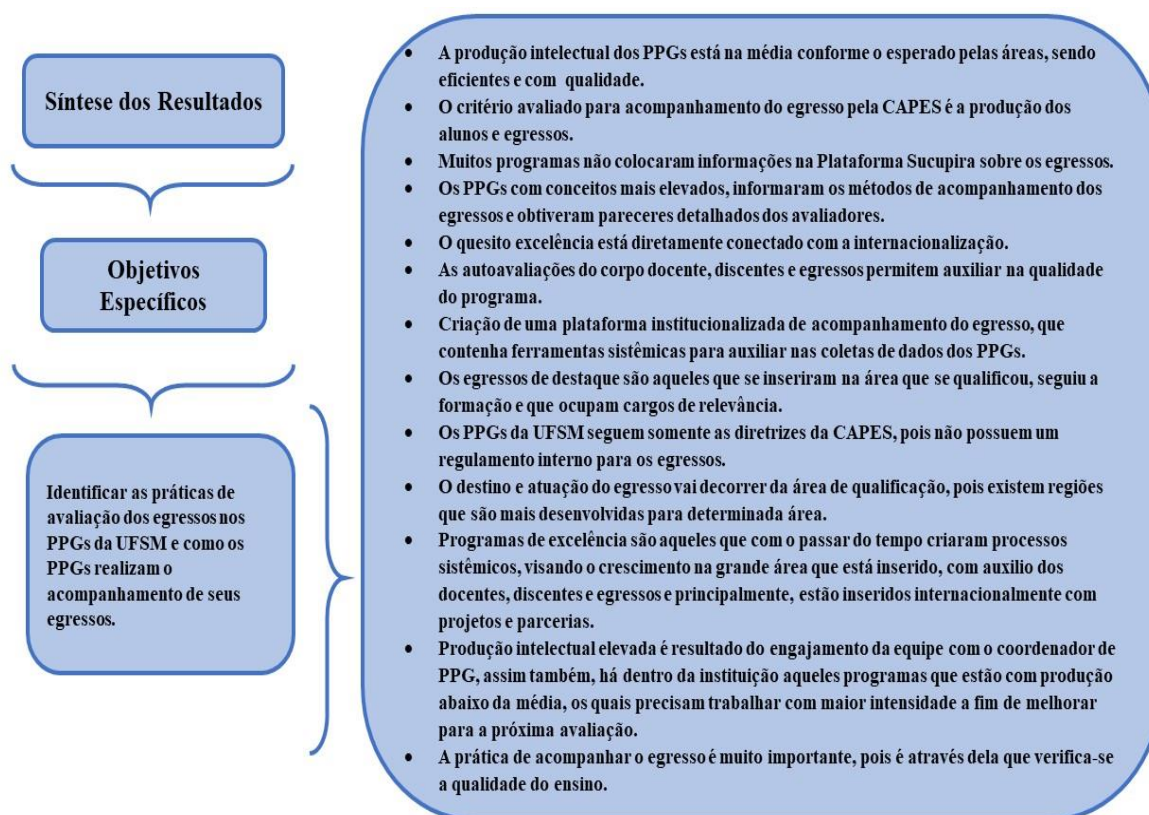 Síntese dos Resultados
Objetivos
Específicos
Identificar as práticas de
avaliação dos egressos nos
PPGs da UFSM e como os
PPGs realizam o
acompanhamento de seus
egressos.
• A produção intelectual dos PPGs está na média conforme o esperado pelas áreas, sendo
eficientes e com qualidade.
• O critério avaliado para acompanhamento do egresso pela CAPES é a produção dos
alunos e egressos.
• Muitos programas não colocaram informações na Plataforma Sucupira sobre os egressos.
• Os PPGs com conceitos mais elevados, informaram os métodos de acompanhamento dos
egressos e obtiveram pareceres detalhados dos avaliadores.
• O quesito excelência está diretamente conectado com a internacionalização.
• As autoavaliações do corpo docente, discentes e egressos permitem auxiliar na qualidade
do programa.
• Criação de uma plataforma institucionalizada de acompanhamento do egresso, que
contenha ferramentas sistêmicas para auxiliar nas coletas de dados dos PPGs.
• Os egressos de destaque são aqueles que se inseriram na área que se qualificou, seguiu a
formação e que ocupam cargos de relevância.
• Os PPGs da UFSM seguem somente as diretrizes da CAPES, pois não possuem um
regulamento interno para os egressos.
• O destino e atuação do egresso vai decorrer da área de qualificação, pois existem regiões
que são mais desenvolvidas para determinada área.
• Programas de excelência são aqueles que com o passar do tempo criaram processos
sistêmicos, visando o crescimento na grande área que está inserido, com auxilio dos
docentes, discentes e egressos e principalmente, estão inseridos internacionalmente com
projetos e parcerias.
• Produção intelectual elevada é resultado do engajamento da equipe com o coordenador de
PPG, assim também, há dentro da instituição aqueles programas que estão com produção
abaixo da média, os quais precisam trabalhar com maior intensidade a fim de melhorar
para a próxima avaliação.
• A prática de acompanhar o egresso é muito importante, pois é através dela que verifica-se
a qualidade do ensino.